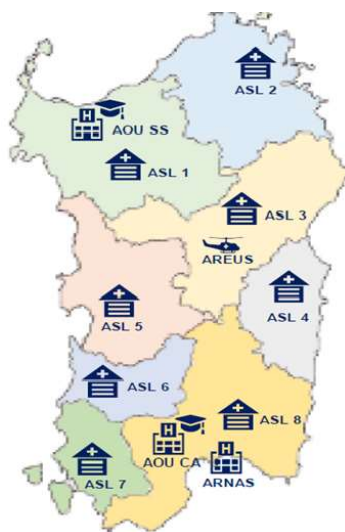 ASL 2
H
AOU SS
ASL 1
ASL 3
AREUS
ASL 4
ASL 5
ASL 6
ASL 8
H
AOU CA
H
ARNAS
ASL 7